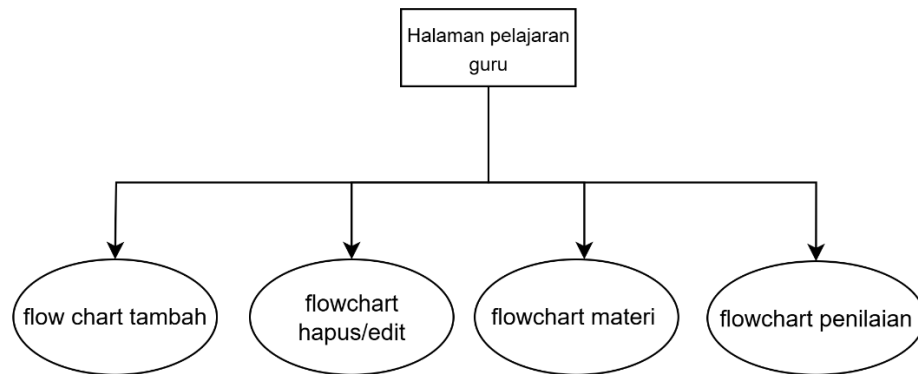 Halaman pelajaran
guru
flow chart tambah
flowchart
hapus/edit
flowchart materi
flowchart penilaian